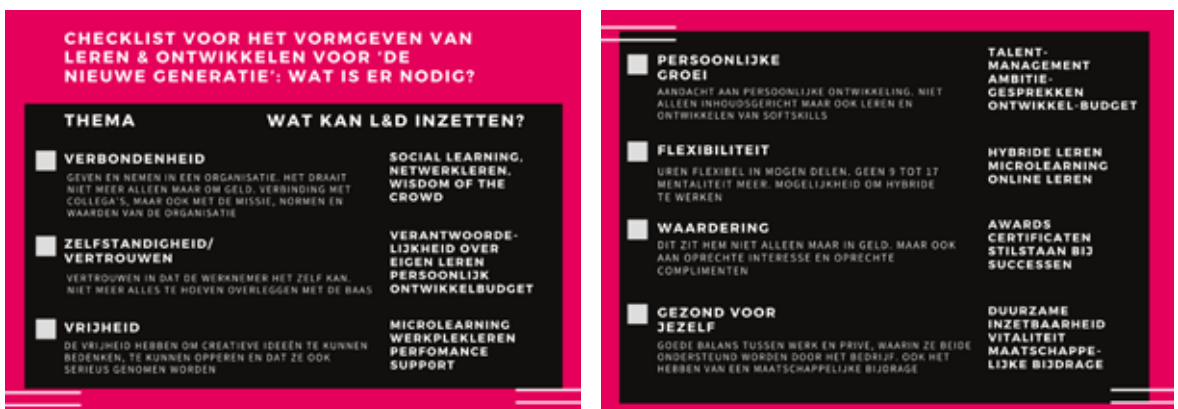 CHECKLIST VOOR HET VORMGEVEN VAN
LEREN & ONTWIKKELEN VOOR 'DE
NIEUWE GENERATIE': WAT IS ER NODIG?
THEMA WAT KAN L&D INZETTEN?
VERBONDENHEID
GEVEN EN NEMEN IN EEN ORGANISATIE. HET DRAAIT
NIET MEER ALLEEN MAAR OM GELD. VERBINDING MET
COLLEGA'S, MAAR OOK MET DE MISSIE, NORMEN EN
WAARDEN VAN DE ORGANISATIE
SOCIAL LEARNING,
NETWERKLEREN,
WISDOM OF THE
CROWD
ZELFSTANDIGHEID/
VERTROUWEN
VERTROUWEN IN DAT DE WERKNEMER HET ZELF KAN.
NIET MEER ALLES TE HOEVEN OVERLEGGEN MET DE BAAS
VERANTWOORDE-
LIJKHEID OVER
EIGEN LEREN
PERSOONLIJK
ONTWIKKELBUDGET
VRIJHEID
DE VRIJHEID HEBBEN OM CREATIEVE IDEEËN TE KUNNEN
BEDENKEN, TE KUNNEN OPPEREN EN DAT ZE OOK
SERIEUS GENOMEN WORDEN
MICROLEARNING
WERKPLEKLEREN
PERFOMANCE
SUPPORT
PERSOONLIJKE
GROEI
AANDACHT AAN PERSOONLIJKE ONTWIKKELING. NIET
ALLEEN INHOUDSGERICHT MAAR OOK LEREN EN
ONTWIKKELEN VAN SOFTSKILLS
TALENT-
MANAGEMENT
AMBITIE-
GESPREKKEN
ONTWIKKEL-BUDGET
FLEXIBILITEIT
UREN FLEXIBEL IN MOGEN DELEN. GEEN 9 TOT 17
MENTALITEIT MEER. MOGELIJKHEID OM HYBRIDE
TE WERKEN
HYBRIDE LEREN
MICROLEARNING
ONLINE LEREN
WAARDERING
DIT ZIT HEM NIET ALLEEN MAAR IN GELD. MAAR OOK
AAN OPRECHTE INTERESSE EN OPRECHTE
COMPLIMENTEN
AWARDS
CERTIFICATEN
STILSTAAN BIJ
SUCCESSEN
GEZOND VOOR
JEZELF
GOEDE BALANS TUSSEN WERK EN PRIVE, WAARIN ZE BEIDE
ONDERSTEUND WORDEN DOOR HET BEDRIJF. OOK HET
HEBBEN VAN EEN MAATSCHAPPELIJKE BIJDRAGE
DUURZAME
INZETBAARHEID
VITALITEIT
MAATSCHAPPE-
LIJKE BIJDRAGE